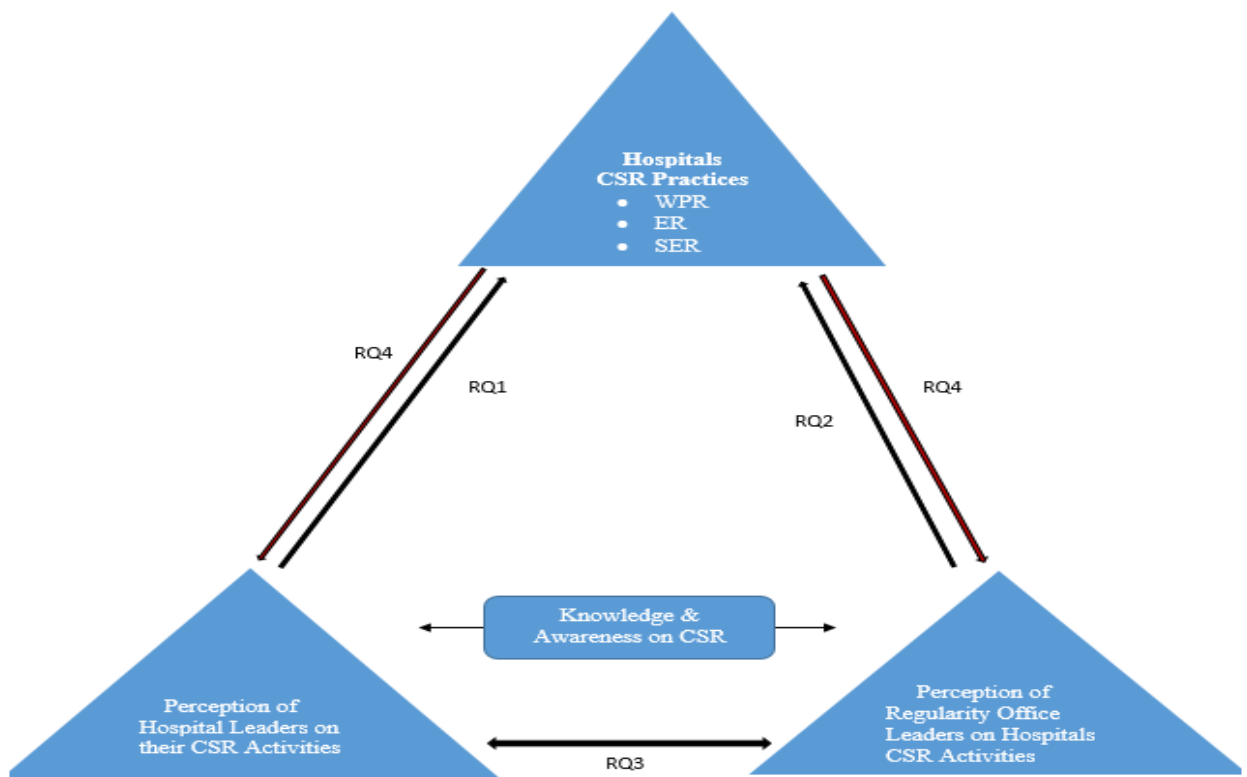 Hospitals
CSR Practices
• WPR
• ER
• SER
RQ4
RQ1
RQ2
RQ4
Knowledge &
Awareness on CSR
Perception of
Hospital Leaders on
their CSR Activities
Perception of
Regularity Office
Leaders on Hospitals
CSR Activities
RQ3